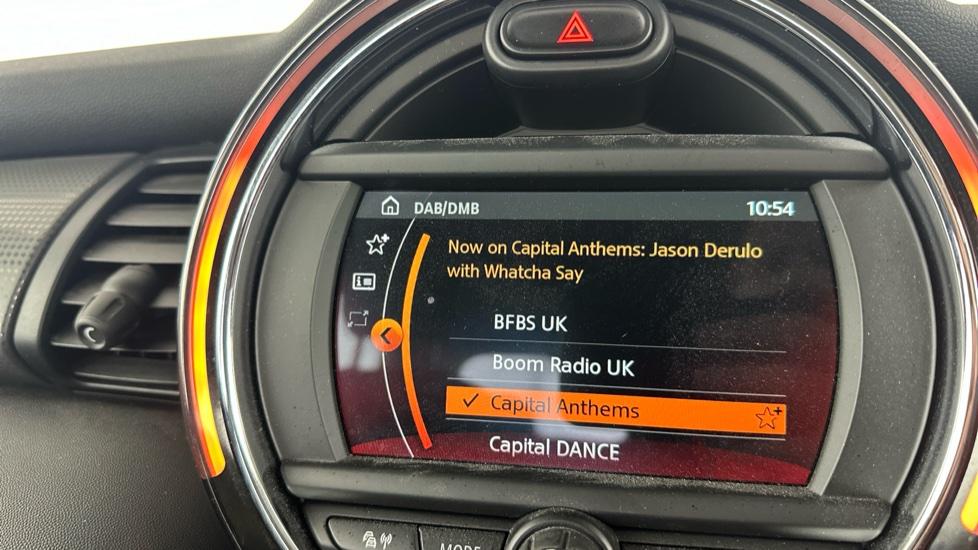 DAB/DMB 10:54
Now on Capital Anthems: Jason Derulo
with Whatcha Say
BFBS UK
Boom Radio UK
Capital Anthems
Capital DANCE
MODE